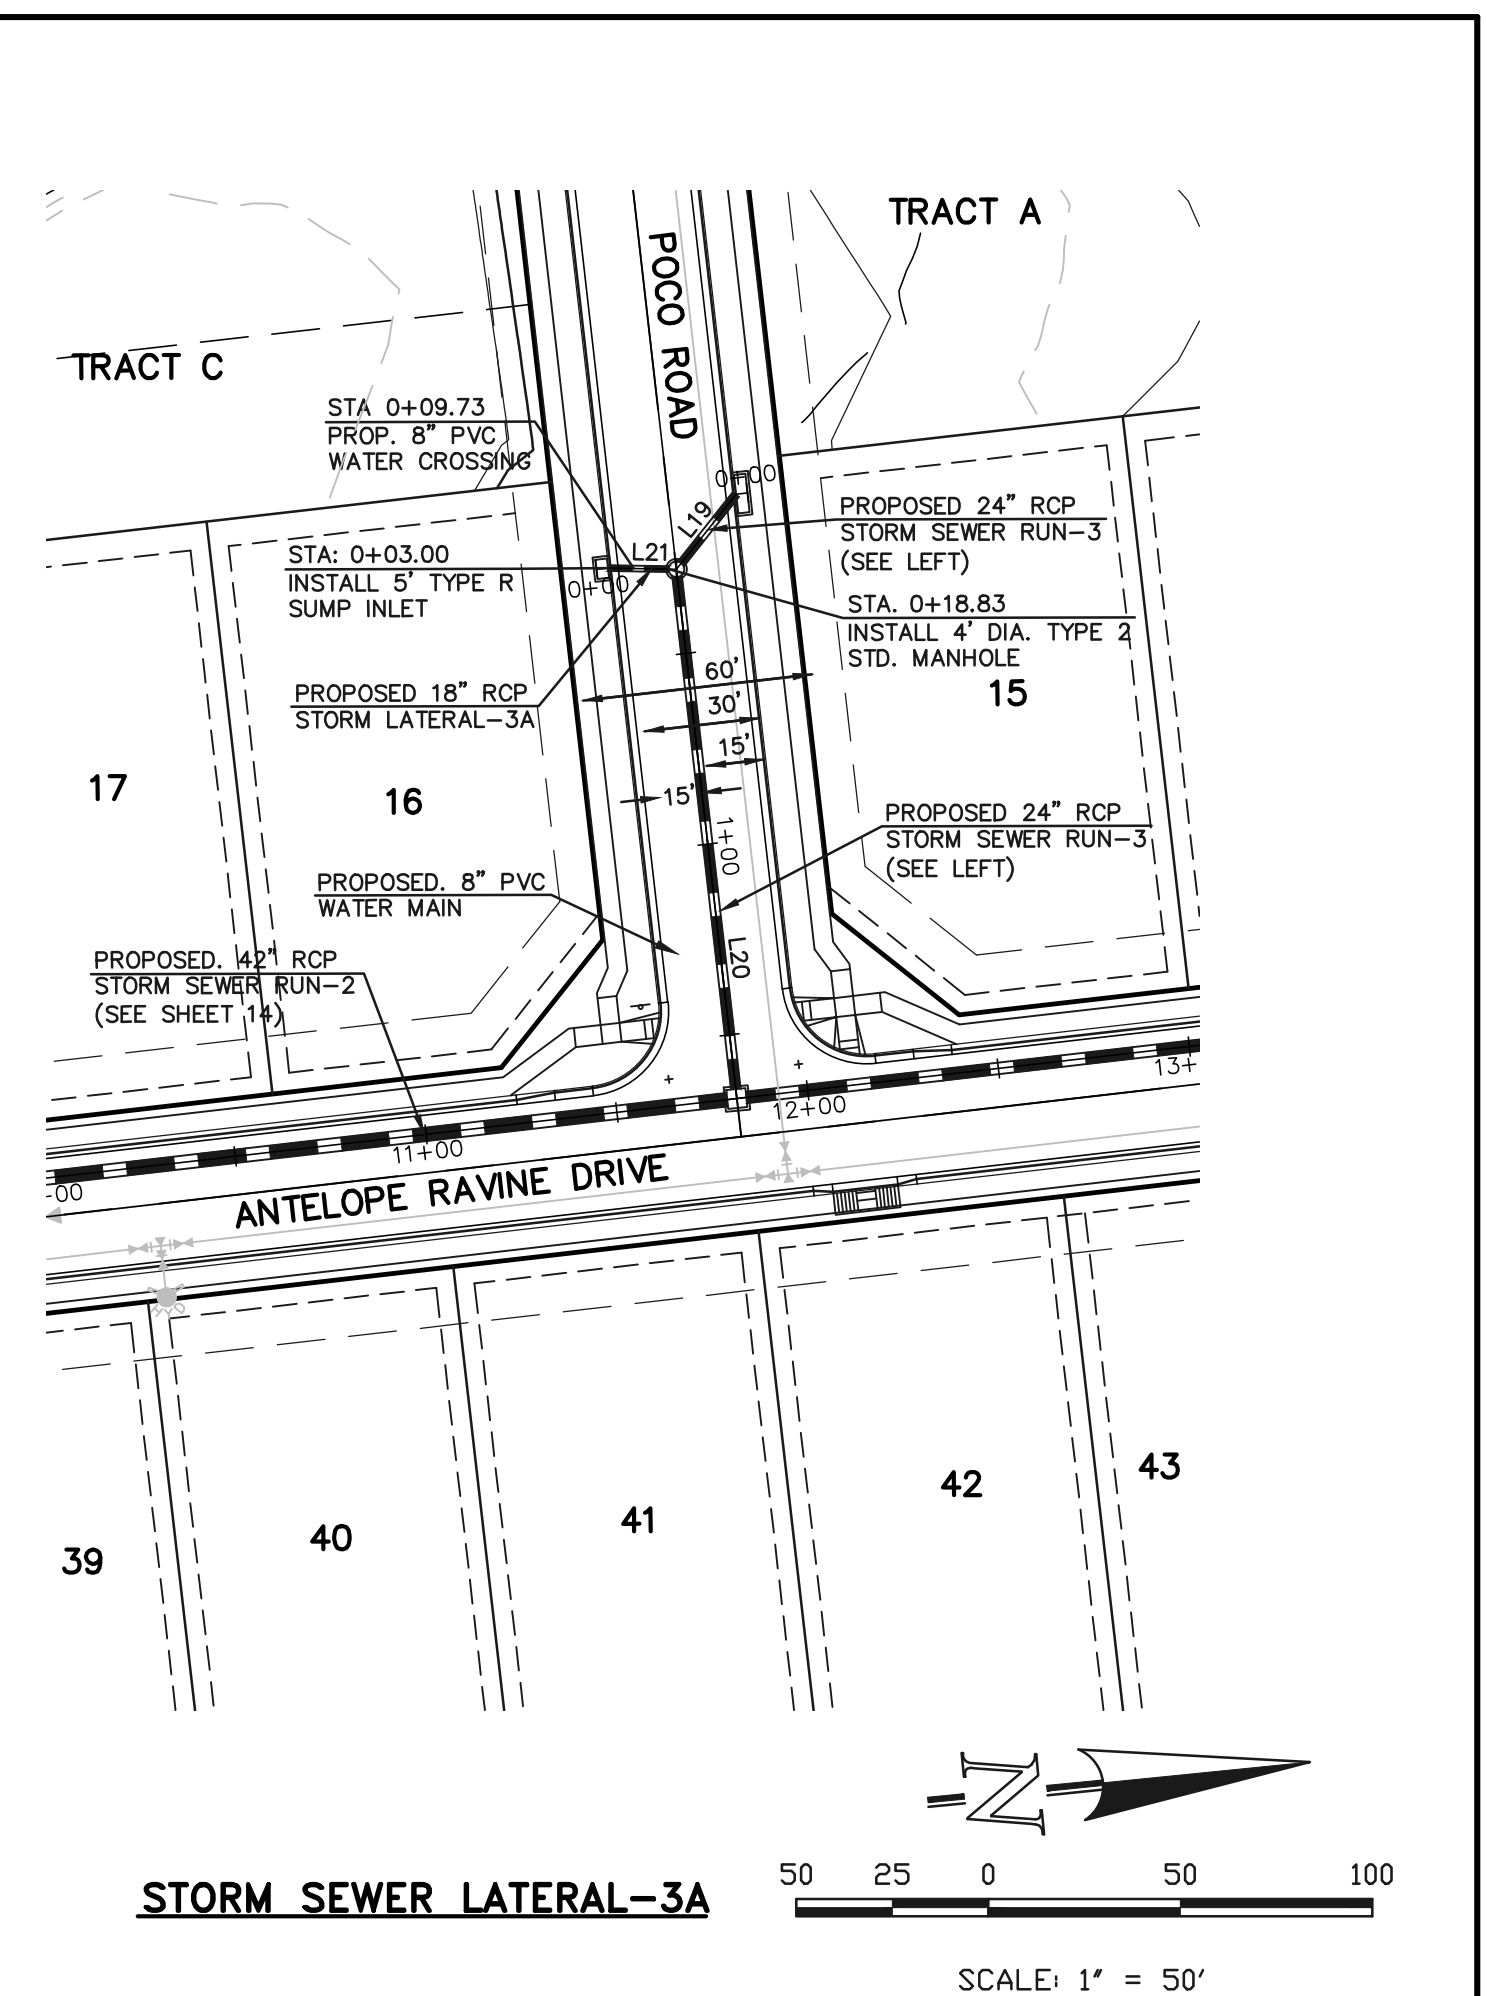 TRACT A
POCO ROAD
TRACT C
STA 0+09.73
PROP. 8" PVC
WATER CROSSING
0+00
L19
PROPOSED 24" RCP
STORM SEWER RUN-3
(SEE LEFT)
STA: 0+03.00
INSTALL 5' TYPE R
SUMP INLET
L21
0+00
STA. 0+18.83
INSTALL 4' DIA. TYPE 2
STD. MANHOLE
15
60'
30'
15'
15'
PROPOSED 18" RCP
STORM LATERAL-3A
17
16
1+00
PROPOSED 24" RCP
STORM SEWER RUN-3
(SEE LEFT)
PROPOSED. 8" PVC
WATER MAIN
L20
PROPOSED. 42" RCP
STORM SEWER RUN-2
(SEE SHEET 14)
13+
12+00
11+00
-00
ANTELOPE RAVINE DRIVE
HYD
43
42
41
40
39
N
STORM SEWER LATERAL-3A
50 25 0 50 100
SCALE: 1" = 50'